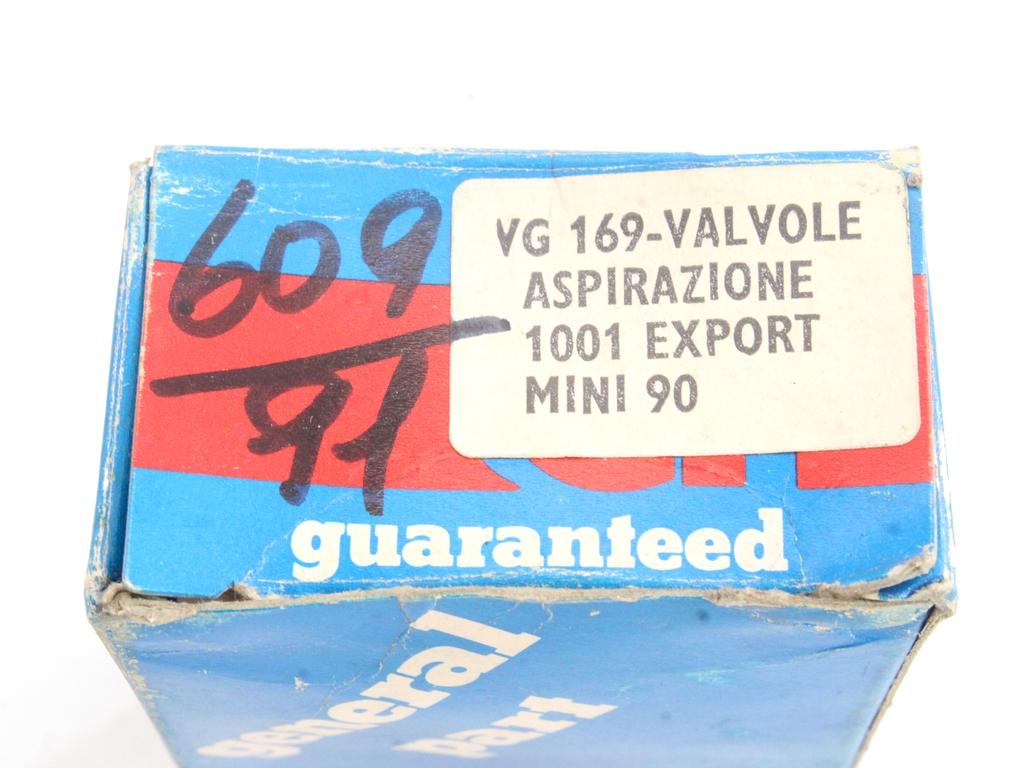 609
91
VG 169-VALVOLE
ASPIRAZIONE
1001 EXPORT
MINI 90
guaranteed
general
part